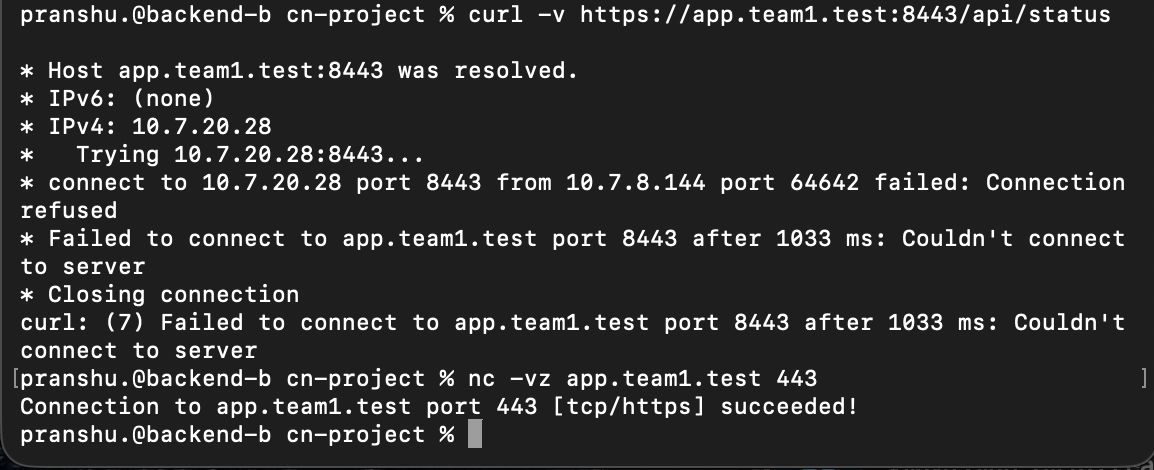 pranshu.@backend-b cn-project % curl -v https://app.team1.test:8443/api/status
* Host app.team1.test:8443 was resolved.
* IPv6: (none)
* IPv4: 10.7.20.28
*   Trying 10.7.20.28:8443...
* connect to 10.7.20.28 port 8443 from 10.7.8.144 port 64642 failed: Connection
refused
* Failed to connect to app.team1.test port 8443 after 1033 ms: Couldn't connect
to server
* Closing connection
curl: (7) Failed to connect to app.team1.test port 8443 after 1033 ms: Couldn't
connect to server
[pranshu.@backend-b cn-project % nc -vz app.team1.test 443 ]
Connection to app.team1.test port 443 [tcp/https] succeeded!
pranshu.@backend-b cn-project %